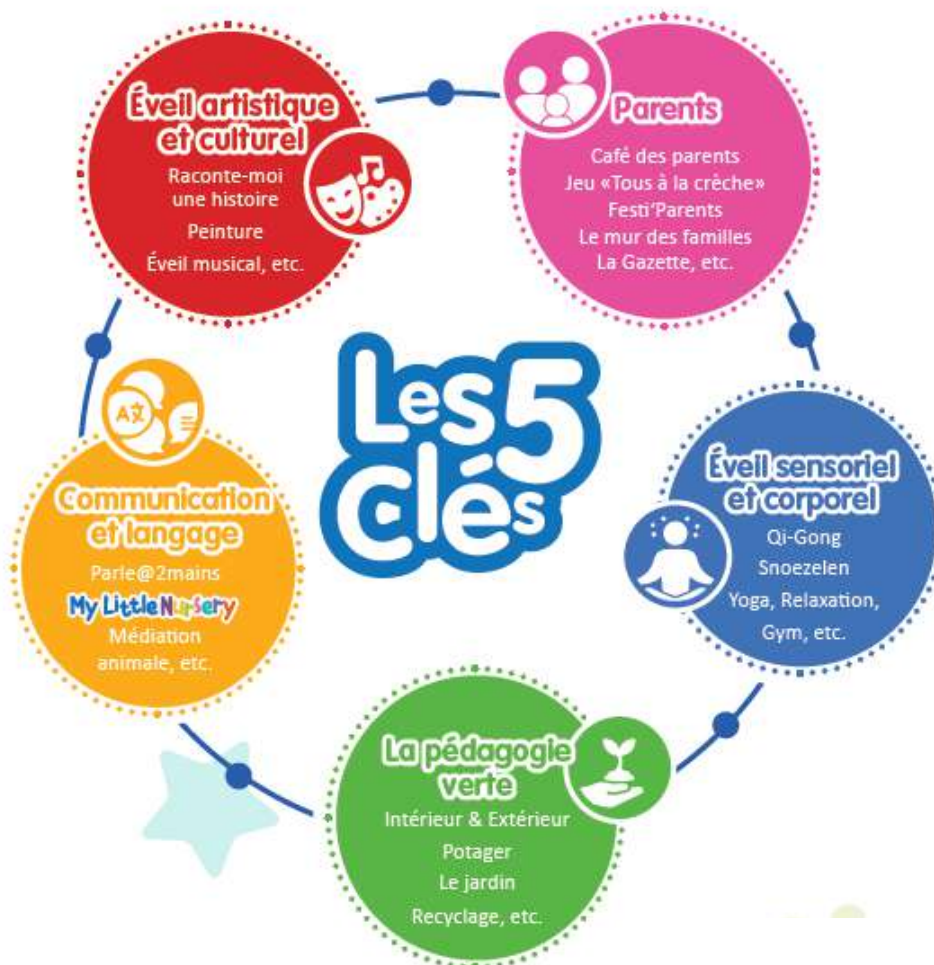 Éveil artistique
et culturel
Raconte-moi
une histoire
Peinture
Éveil musical, etc.
Parents
Café des parents
Jeu «Tous à la crèche»
Festi'Parents
Le mur des familles
La Gazette, etc.
Les 5
Clés
Communication
et langage
Parle@2mains
My Little Nursery
Médiation
animale, etc.
Éveil sensoriel
et corporel
Qi-Gong
Snoezelen
Yoga, Relaxation,
Gym, etc.
La pédagogie
verte
Intérieur & Extérieur
Potager
Le jardin
Recyclage, etc.
A文